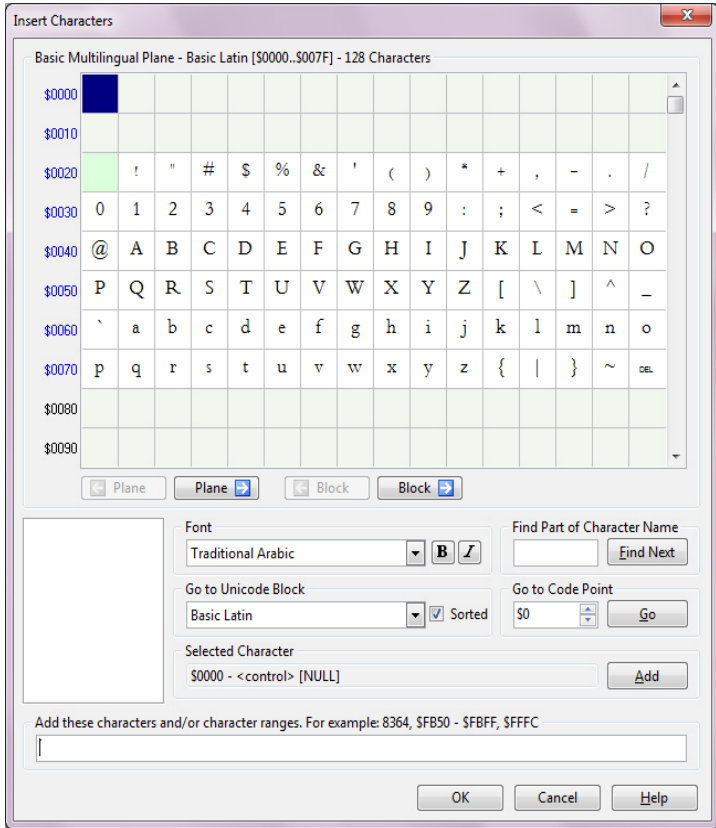 Insert Characters
Basic Multilingual Plane - Basic Latin [$0000..$007F] - 128 Characters
$0000
$0010
$0020 ! " # $ % & ' ( ) * + , - . /
$0030 0 1 2 3 4 5 6 7 8 9 : ; < = > ?
$0040 @ A B C D E F G H I J K L M N O
$0050 P Q R S T U V W X Y Z [ \ ] ^ _
$0060 ` a b c d e f g h i j k l m n o
$0070 p q r s t u v w x y z { | } ~ DEL
$0080
$0090
Plane Plane Block Block
Font Find Part of Character Name
Traditional Arabic B I Find Next
Go to Unicode Block Go to Code Point
Basic Latin Sorted $0 Go
Selected Character
$0000 - <control> [NULL] Add
Add these characters and/or character ranges. For example: 8364, $FB50 - $FBFF, $FFFC
OK Cancel Help